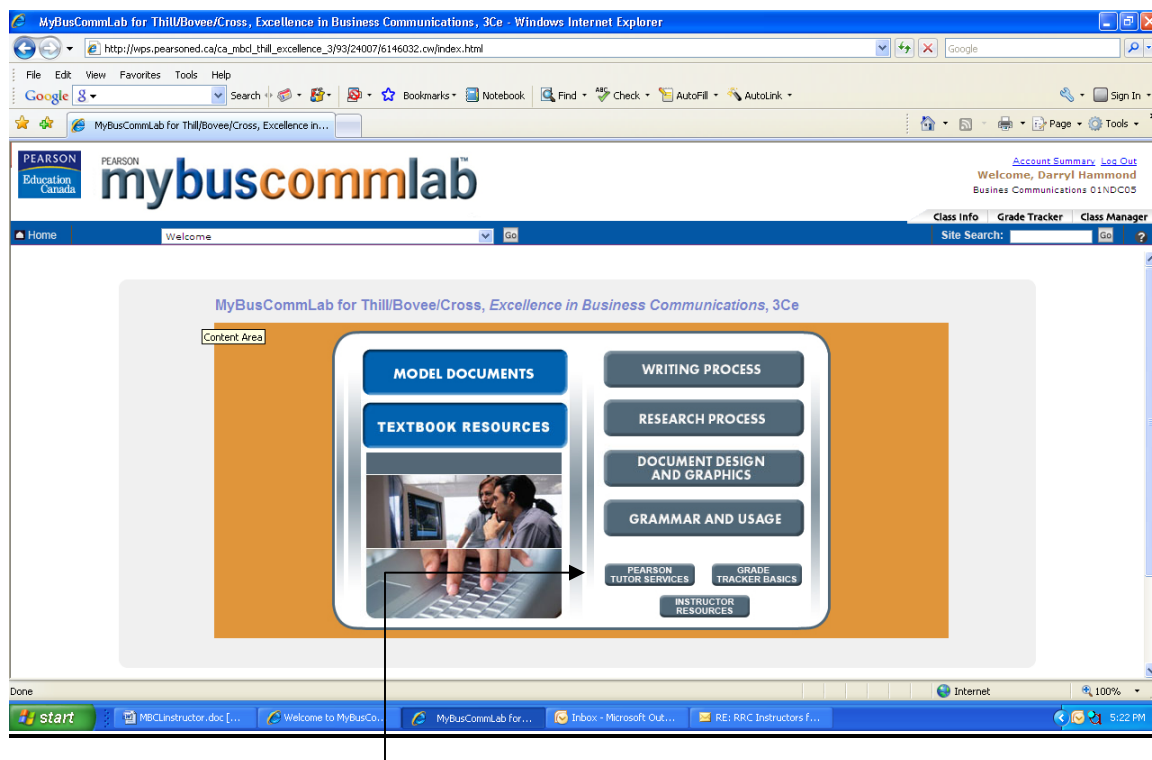 MyBusCommLab for Thill/Bovee/Cross, Excellence in Business Communications, 3Ce - Windows Internet Explorer
http://wps.pearsoned.ca/ca_mbcl_thill_excellence_3/93/24007/6146032.cw/index.html
Google
File Edit View Favorites Tools Help
Google Search Bookmarks Notebook Find ABC Check AutoFill AutoLink Sign In
MyBusCommLab for Thill/Bovee/Cross, Excellence in... Page Tools
PEARSON
Education
Canada
PEARSON
mybuscommlab™
Account Summary Log Out
Welcome, Darryl Hammond
Busines Communications 01NDC05
Class Info Grade Tracker Class Manager
Home Welcome Go Site Search: Go ?
MyBusCommLab for Thill/Bovee/Cross, Excellence in Business Communications, 3Ce
Content Area
MODEL DOCUMENTS
TEXTBOOK RESOURCES
WRITING PROCESS
RESEARCH PROCESS
DOCUMENT DESIGN
AND GRAPHICS
GRAMMAR AND USAGE
PEARSON
TUTOR SERVICES
GRADE
TRACKER BASICS
INSTRUCTOR
RESOURCES
Done Internet 100%
start MBCLinstructor.doc [... Welcome to MyBusCo... MyBusCommLab for... Inbox - Microsoft Out... RE: RRC Instructors f... 5:22 PM